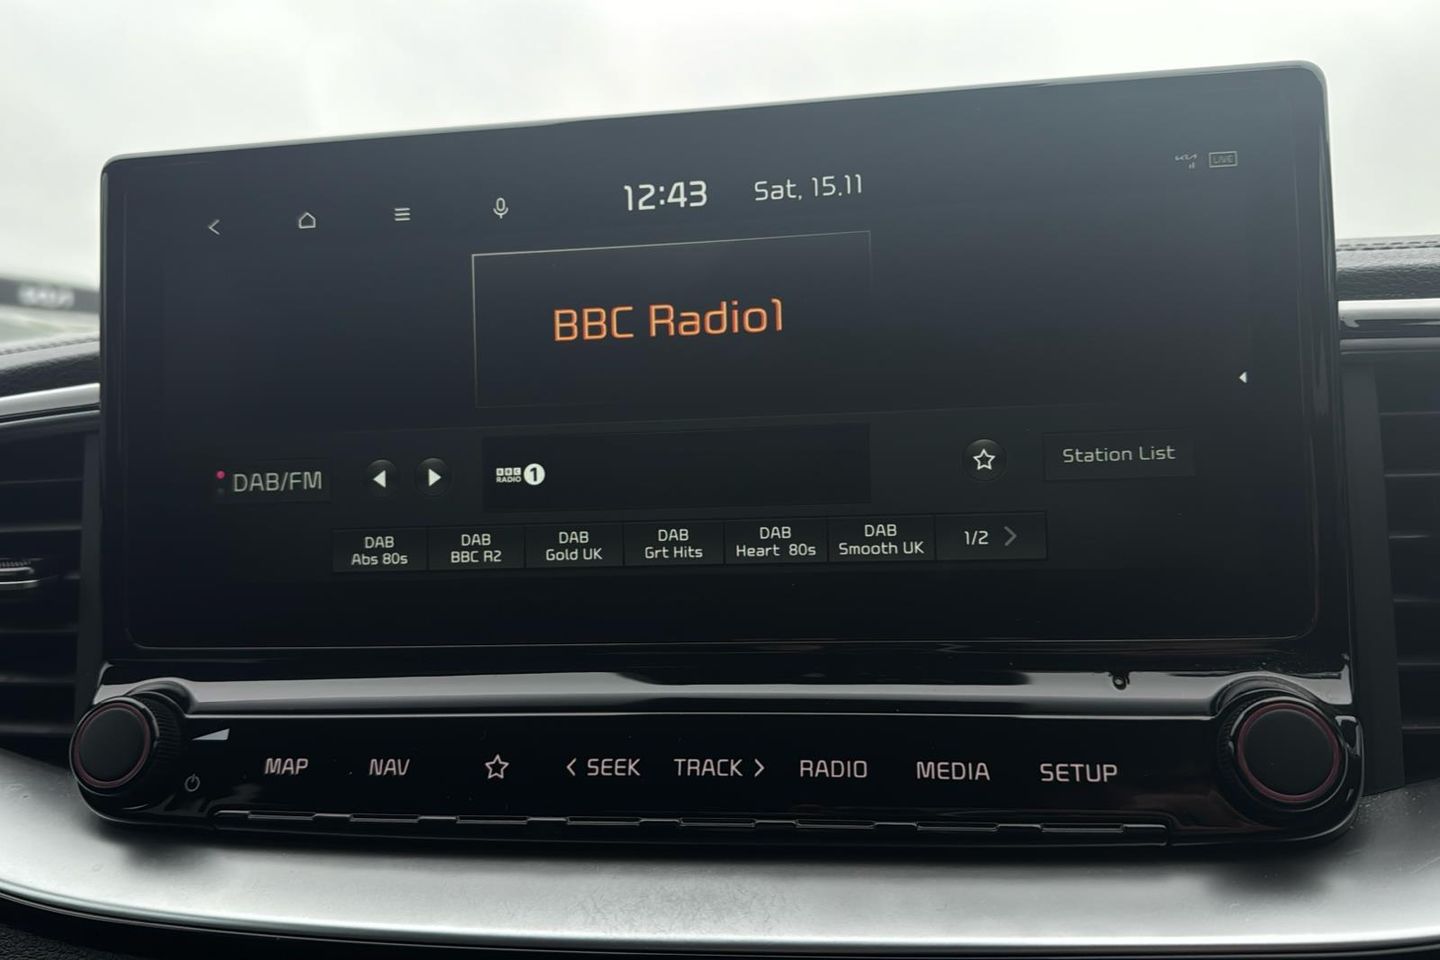 12:43 Sat, 15.11
LIVE
BBC Radio1
DAB/FM
BBC
RADIO 1
Station List
DAB
Abs 80s
DAB
BBC R2
DAB
Gold UK
DAB
Grt Hits
DAB
Heart 80s
DAB
Smooth UK
1/2
MAP NAV < SEEK TRACK > RADIO MEDIA SETUP